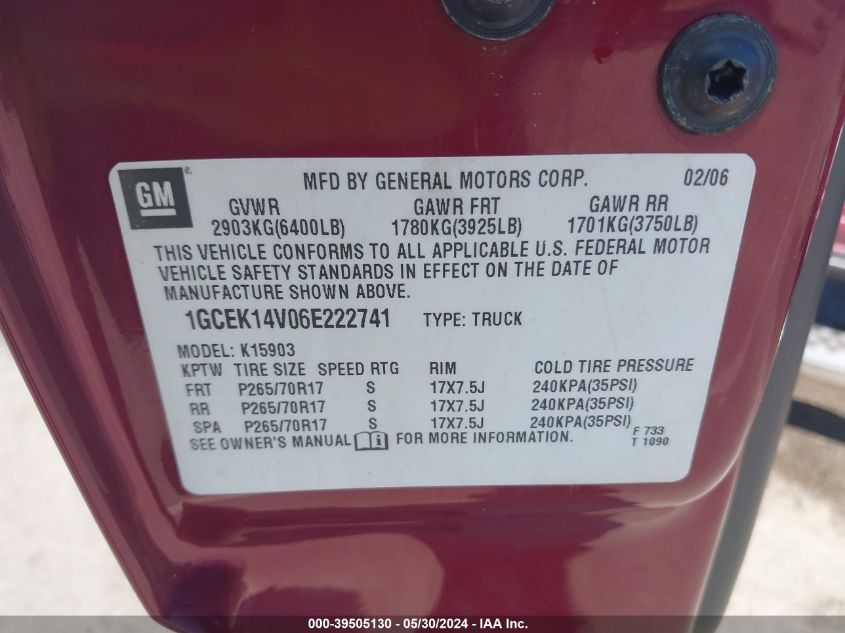 GM
®
MFD BY GENERAL MOTORS CORP. 02/06
GVWR GAWR FRT GAWR RR
2903KG(6400LB) 1780KG(3925LB) 1701KG(3750LB)
THIS VEHICLE CONFORMS TO ALL APPLICABLE U.S. FEDERAL MOTOR
VEHICLE SAFETY STANDARDS IN EFFECT ON THE DATE OF
MANUFACTURE SHOWN ABOVE.
1GCEK14V06E222741 TYPE: TRUCK
MODEL: K15903
KPTW TIRE SIZE SPEED RTG RIM COLD TIRE PRESSURE
FRT P265/70R17 S 17X7.5J 240KPA(35PSI)
RR P265/70R17 S 17X7.5J 240KPA(35PSI)
SPA P265/70R17 S 17X7.5J 240KPA(35PSI)
F 733
SEE OWNER'S MANUAL i FOR MORE INFORMATION. T 1090
000-39505130 - 05/30/2024 - IAA Inc.